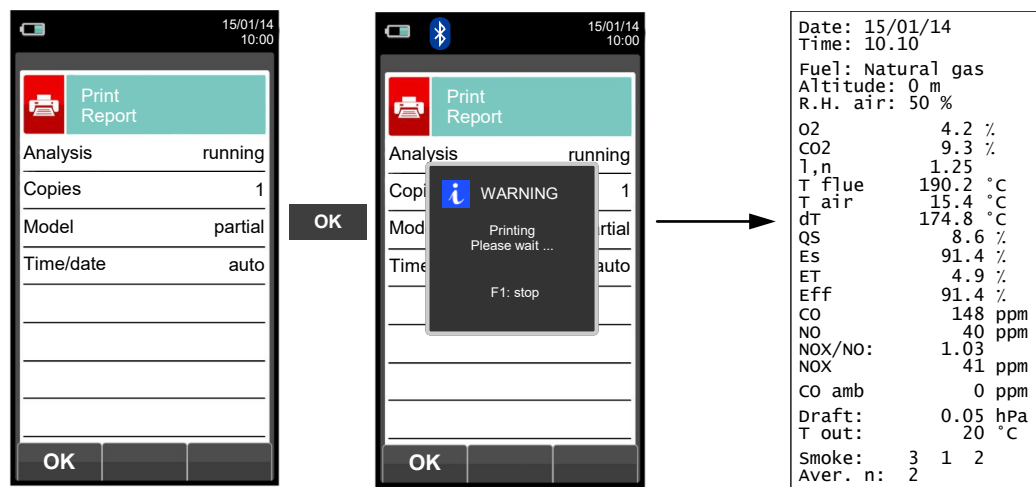 15/01/14
10:00
Print
Report
Analysis running
Copies 1
Model partial
Time/date auto
OK
OK
15/01/14
10:00
Print
Report
Analysis running
Copi 1
Mod rtial
Time auto
i WARNING
Printing
Please wait ...
F1: stop
OK
Date: 15/01/14
Time: 10.10
Fuel: Natural gas
Altitude: 0 m
R.H. air: 50 %
O2 4.2 %
CO2 9.3 %
l,n 1.25
T flue 190.2 °C
T air 15.4 °C
dT 174.8 °C
QS 8.6 %
Es 91.4 %
ET 4.9 %
Eff 91.4 %
CO 148 ppm
NO 40 ppm
NOX/NO: 1.03
NOX 41 ppm
CO amb 0 ppm
Draft: 0.05 hPa
T out: 20 °C
Smoke: 3 1 2
Aver. n: 2